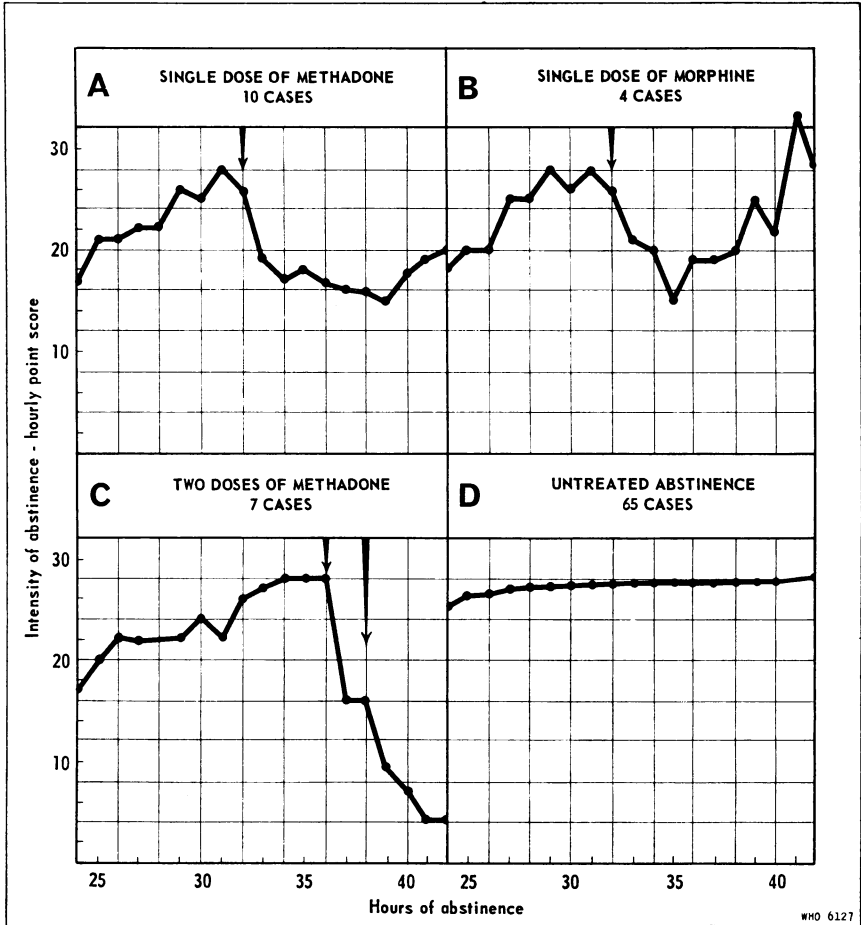 A
SINGLE DOSE OF METHADONE
10 CASES
B
SINGLE DOSE OF MORPHINE
4 CASES
30
20
10
C
TWO DOSES OF METHADONE
7 CASES
D
UNTREATED ABSTINENCE
65 CASES
30
20
10
Intensity of abstinence - hourly point score
25 30 35 40 25 30 35 40
Hours of abstinence
WHO 6127